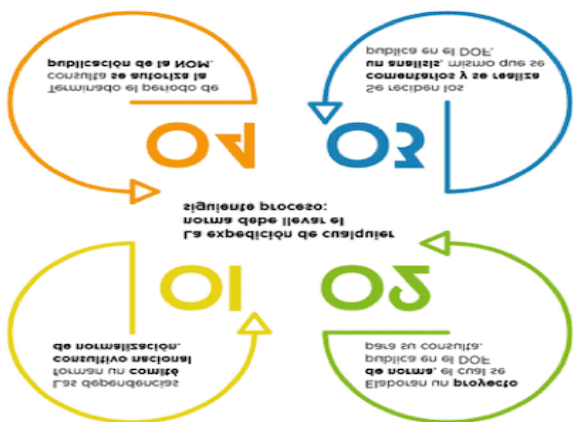 La expedición de cualquier
norma debe llevar el
siguiente proceso:
01
Las dependencias
forman un comité
consultivo nacional
de normalización.
02
Elaboran un proyecto
de norma, el cual se
publica en el DOF
para su consulta.
03
Se reciben los
comentarios y se realiza
un analisis, mismo que se
publica en el DOF.
04
Terminado el periodo de
consulta se autoriza la
publicación de la NOM.